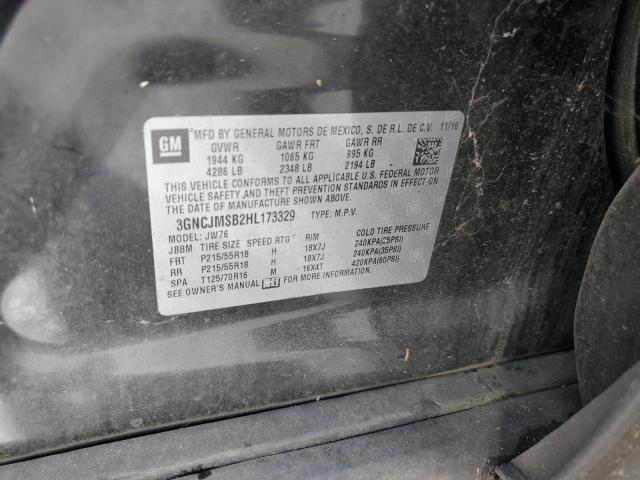 GM
MFD BY GENERAL MOTORS DE MEXICO, S. DE R.L. DE C.V. 11/16
GVWR GAWR FRT GAWR RR
1944 KG 1065 KG 995 KG
4286 LB 2348 LB 2194 LB
THIS VEHICLE CONFORMS TO ALL APPLICABLE U.S. FEDERAL MOTOR
VEHICLE SAFETY AND THEFT PREVENTION STANDARDS IN EFFECT ON
THE DATE OF MANUFACTURE SHOWN ABOVE.
3GNCJMSB2HL173329 TYPE: M.P.V.
MODEL: JW76
JBBM TIRE SIZE SPEED RTG RIM COLD TIRE PRESSURE
FRT P215/55R18 H 18X7J 240KPA(35PSI)
RR P215/55R18 H 18X7J 240KPA(35PSI)
SPA T125/70R16 M 16X4T 420KPA(60PSI)
SEE OWNER'S MANUAL FOR MORE INFORMATION.